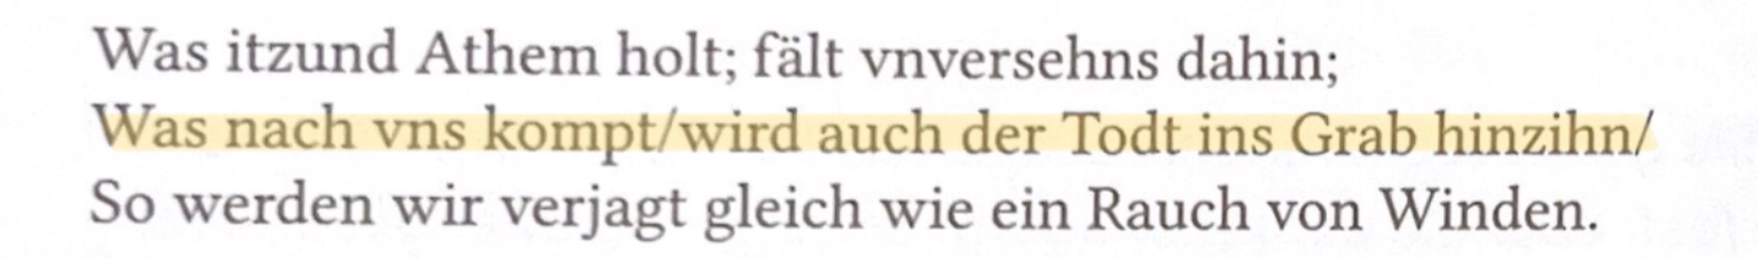 Was itzund Athem holt; fält vnversehns dahin;
Was nach vns kompt/wird auch der Todt ins Grab hinzihn/
So werden wir verjagt gleich wie ein Rauch von Winden.